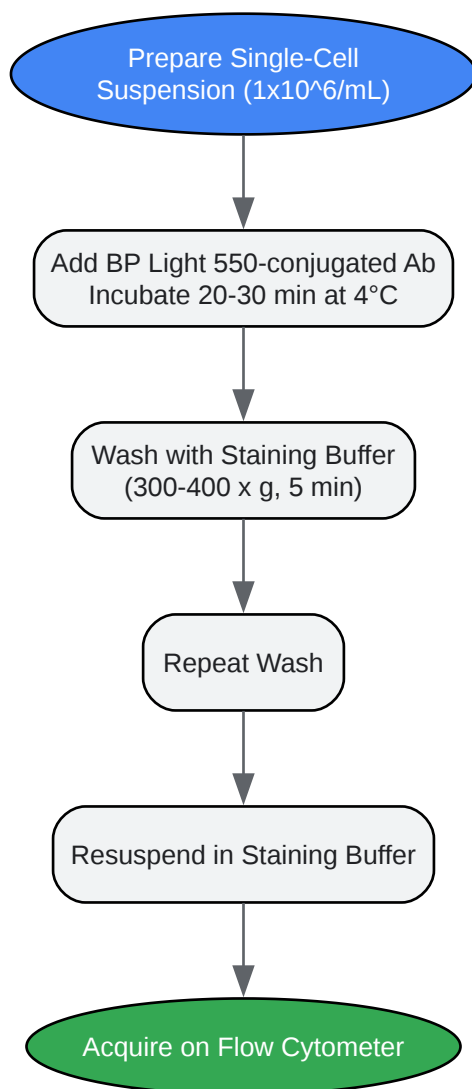 Prepare Single-Cell
Suspension (1x10^6/mL)
Add BP Light 550-conjugated Ab
Incubate 20-30 min at 4°C
Wash with Staining Buffer
(300-400 x g, 5 min)
Repeat Wash
Resuspend in Staining Buffer
Acquire on Flow Cytometer